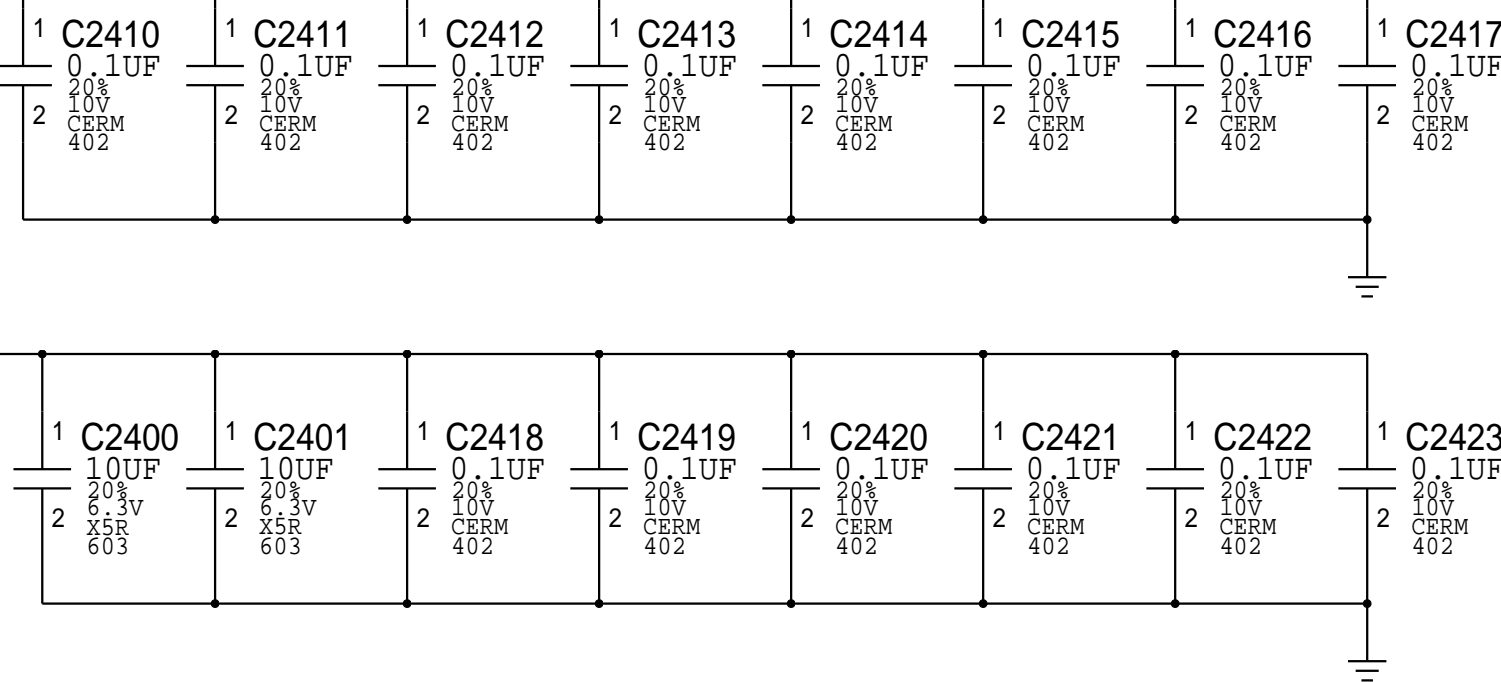 1 C2410
0.1UF
20%
10V
CERM
2
402
1 C2411
0.1UF
20%
10V
CERM
2
402
1 C2412
0.1UF
20%
10V
CERM
2
402
1 C2413
0.1UF
20%
10V
CERM
2
402
1 C2414
0.1UF
20%
10V
CERM
2
402
1 C2415
0.1UF
20%
10V
CERM
2
402
1 C2416
0.1UF
20%
10V
CERM
2
402
1 C2417
0.1UF
20%
10V
CERM
2
402
1 C2400
10UF
20%
6.3V
X5R
2
603
1 C2401
10UF
20%
6.3V
X5R
2
603
1 C2418
0.1UF
20%
10V
CERM
2
402
1 C2419
0.1UF
20%
10V
CERM
2
402
1 C2420
0.1UF
20%
10V
CERM
2
402
1 C2421
0.1UF
20%
10V
CERM
2
402
1 C2422
0.1UF
20%
10V
CERM
2
402
1 C2423
0.1UF
20%
10V
CERM
2
402